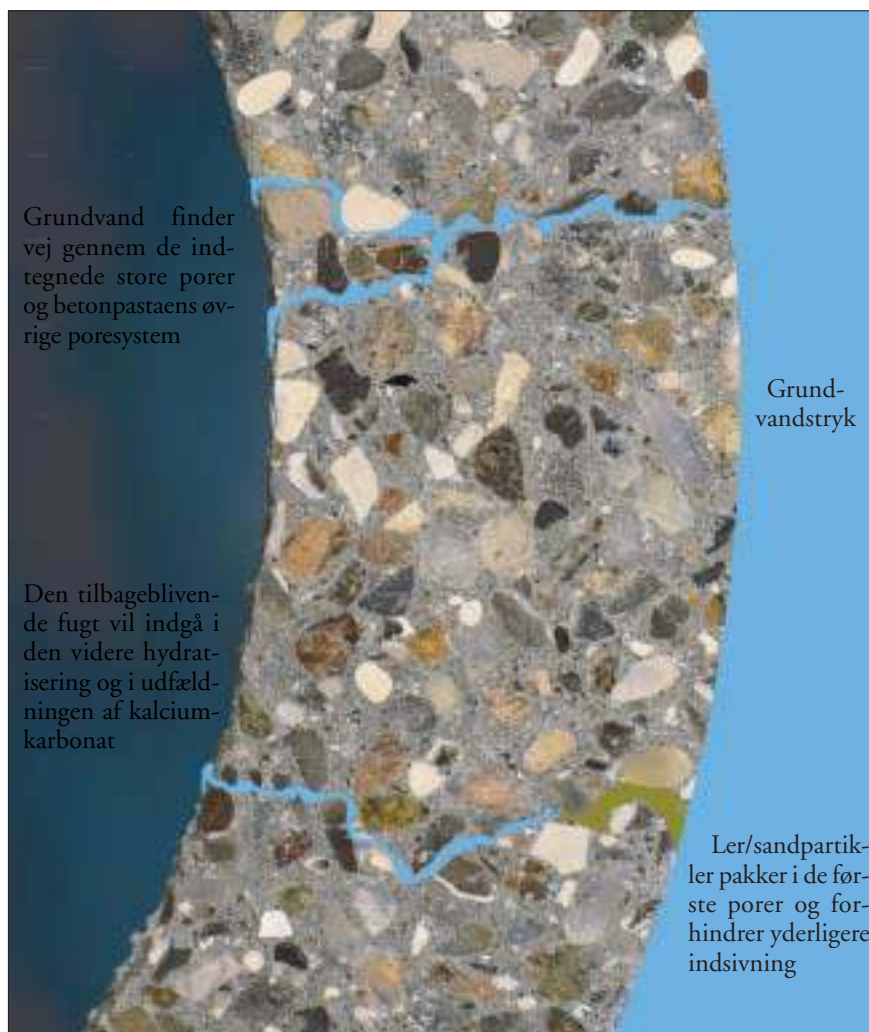 Grundvand finder
vej gennem de ind-
tegnede store porer
og betonpastaens øv-
rige poresystem
Grund-
vandstryk
Den tilbagebliven-
de fugt vil indgå i
den videre hydrat-
isering og i udfæld-
ningen af kalcium-
karbonat
Ler/sandpartik-
ler pakker i de før-
ste porer og for-
hindrer yderligere
indsivning